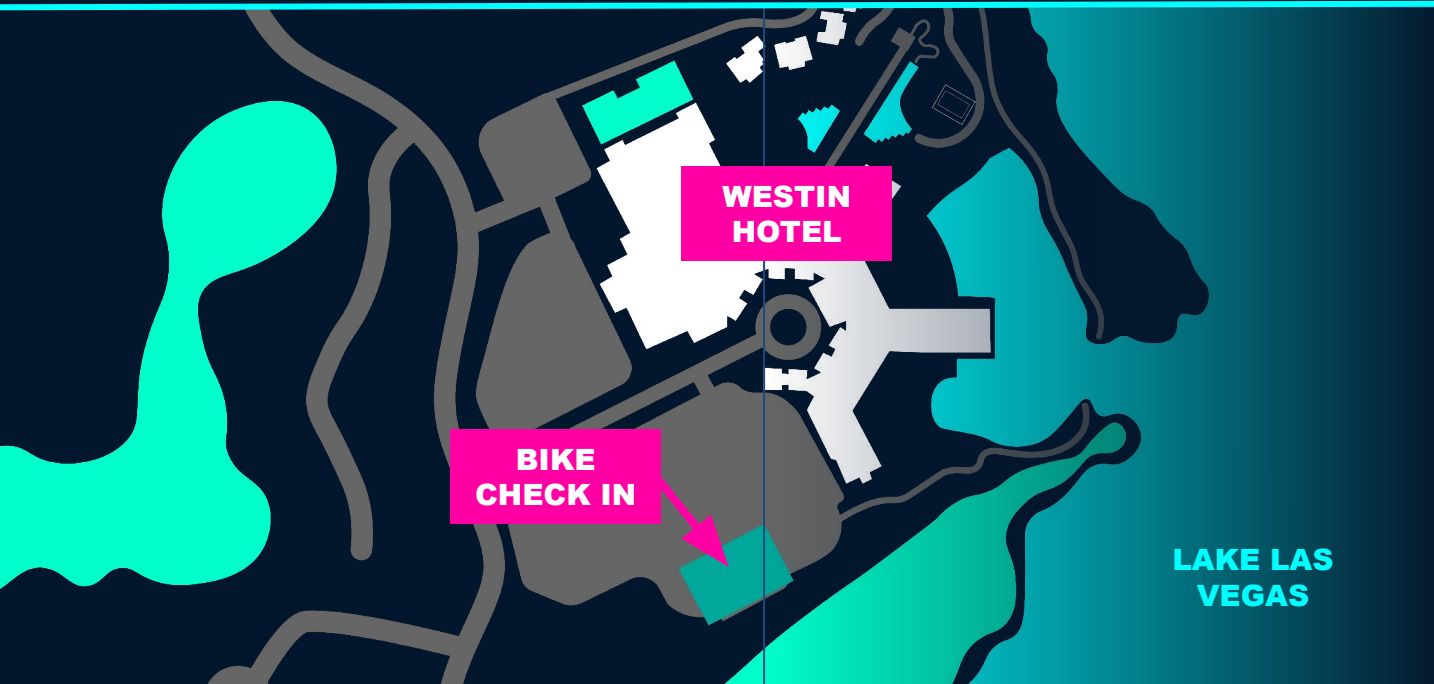 WESTIN
HOTEL
BIKE
CHECK IN
LAKE LAS
VEGAS